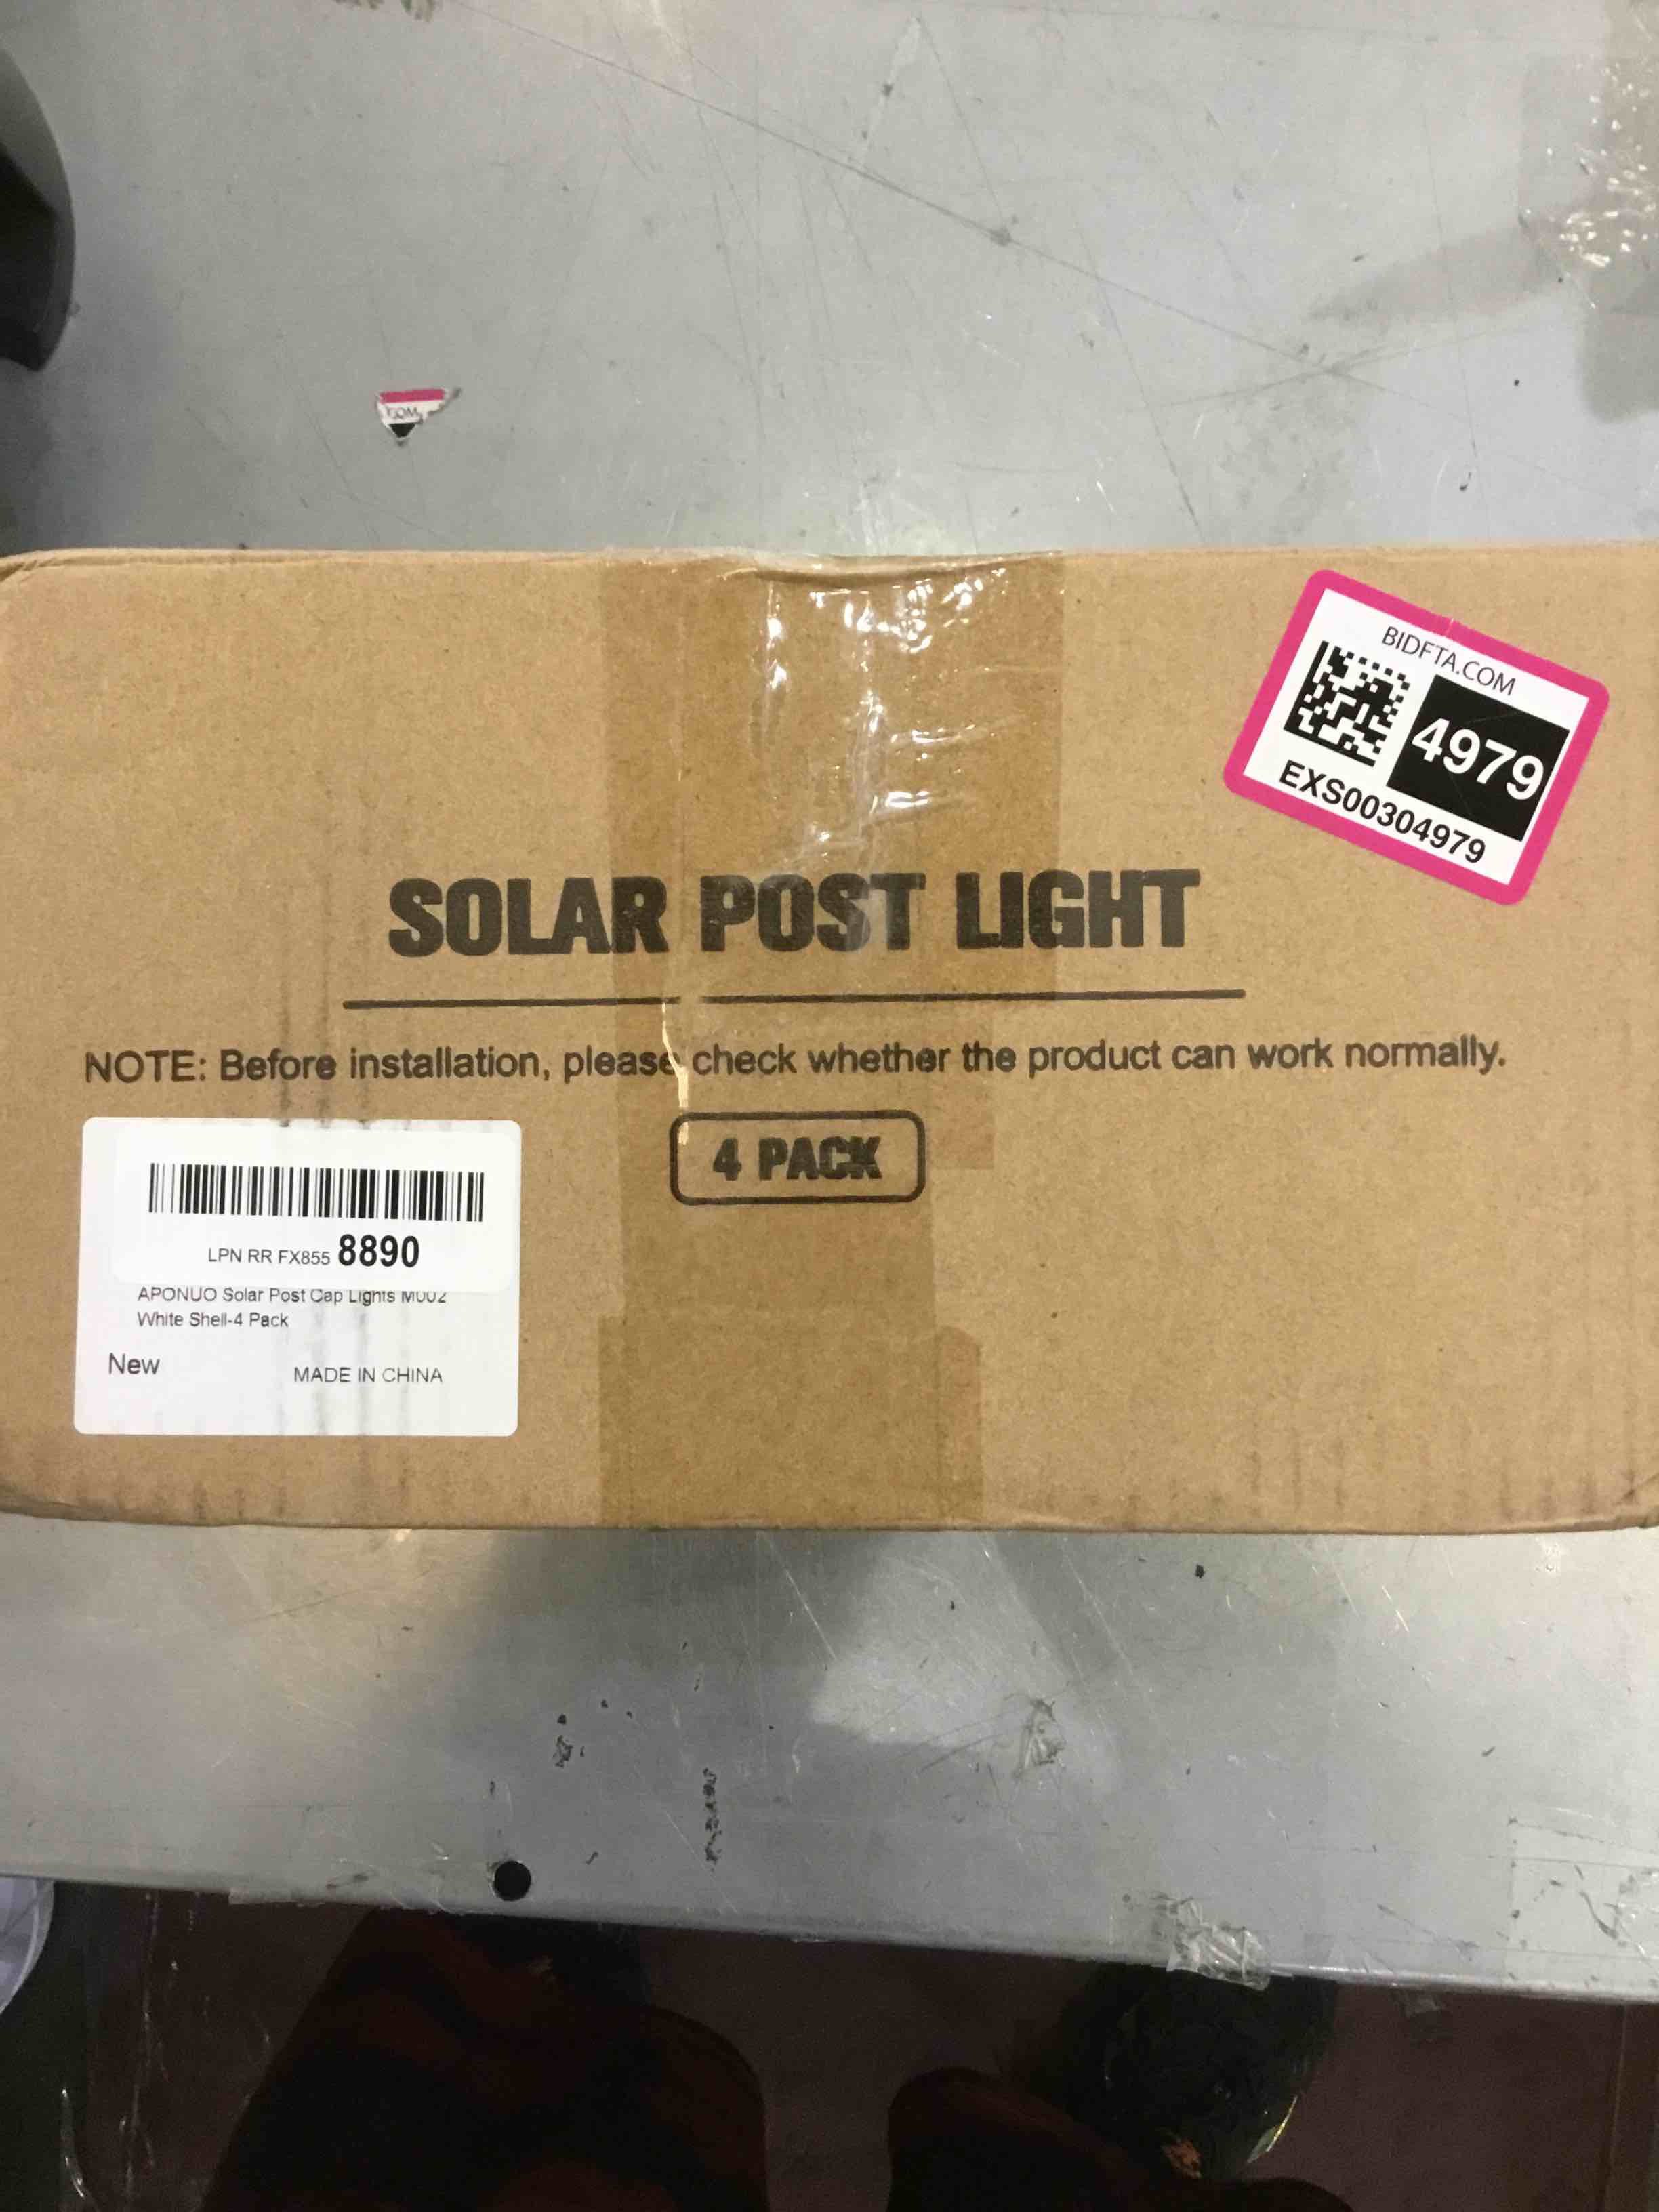 COM
BIDFTA.COM
4979
EXS00304979
SOLAR POST LIGHT
NOTE: Before installation, please check whether the product can work normally.
4 PACK
LPN RR FX855 8890
APONUO Solar Post Cap Lights M002
White Shell-4 Pack
New
MADE IN CHINA